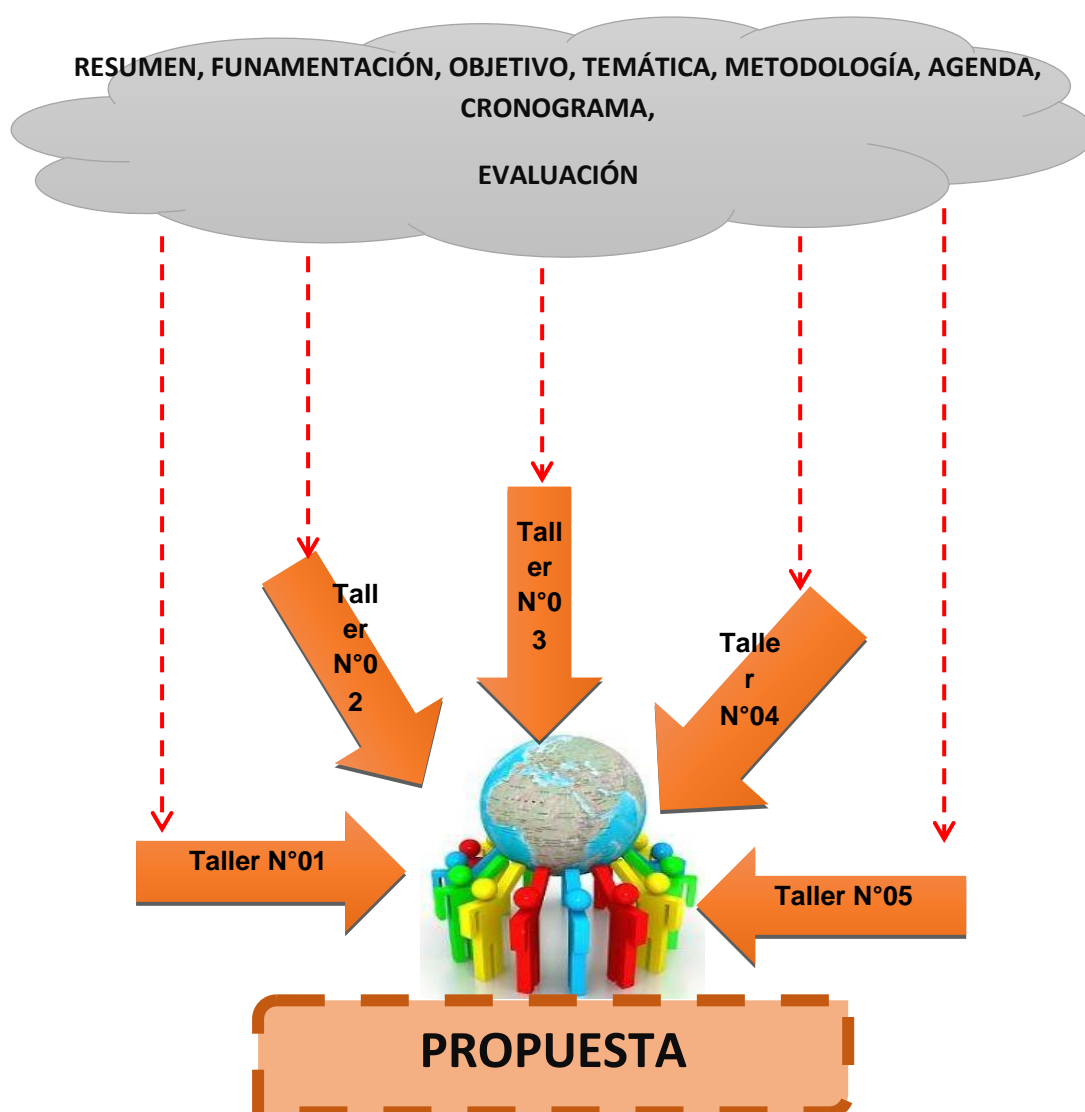 RESUMEN, FUNAMENTACIÓN, OBJETIVO, TEMÁTICA, METODOLOGÍA, AGENDA,
CRONOGRAMA,
EVALUACIÓN
Tall
er
N°0
3
Tall
er
N°0
2
Talle
r
N°04
Taller N°01
Taller N°05
PROPUESTA